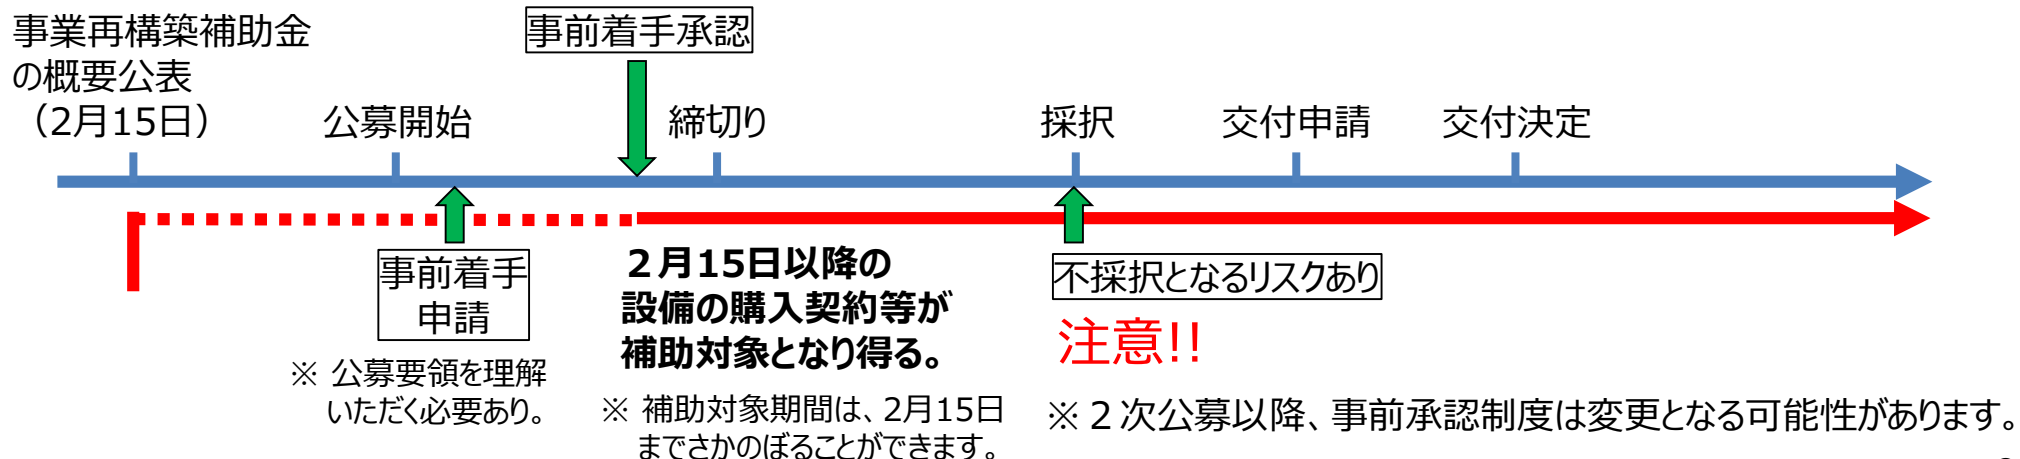 事業再構築補助金
の概要公表
（2月15日）
事前着手承認
公募開始
締切り
採択
交付申請
交付決定
事前着手
申請
※ 公募要領を理解
いただく必要あり。
２月15日以降の
設備の購入契約等が
補助対象となり得る。
※ 補助対象期間は、2月15日
までさかのぼることができます。
不採択となるリスクあり
注意!!
※２次公募以降、事前承認制度は変更となる可能性があります。